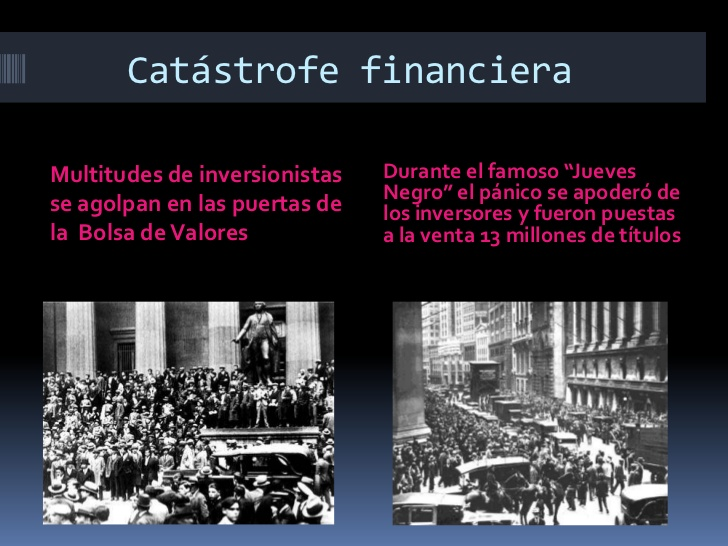 Catástrofe financiera
Multitudes de inversionistas
se agolpan en las puertas de
la Bolsa de Valores
Durante el famoso “Jueves
Negro” el pánico se apoderó de
los inversores y fueron puestas
a la venta 13 millones de títulos